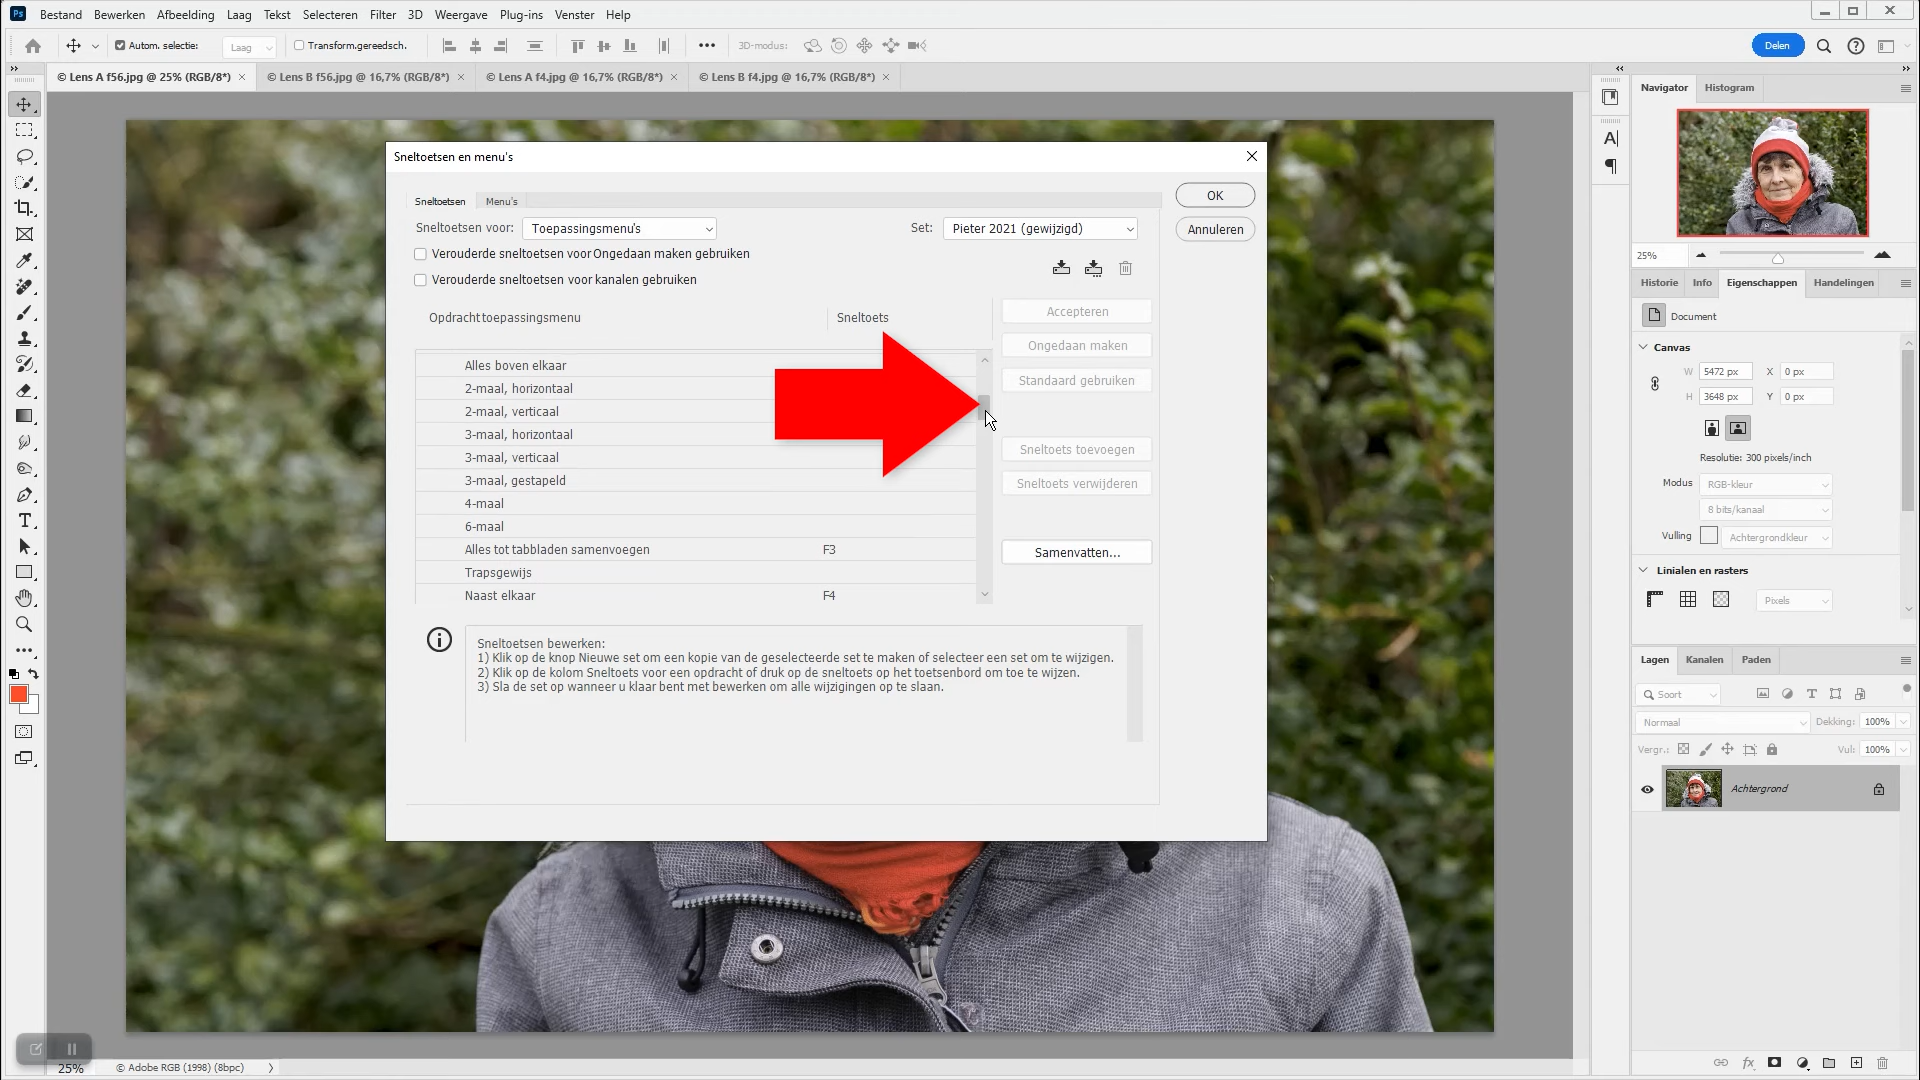 Ps Bestand Bewerken Afbeelding Laag Tekst Selecteren Filter 3D Weergave Plug-ins Venster Help
Autom. selectie: Laag Transform.gereedsch. 3D-modus: Delen
© Lens A f56.jpg @ 25% (RGB/8*) × © Lens B f56.jpg @ 16,7% (RGB/8*) × © Lens A f4.jpg @ 16,7% (RGB/8*) × © Lens B f4.jpg @ 16,7% (RGB/8*) ×
Sneltoetsen en menu's
Sneltoetsen Menu's
Sneltoetsen voor: Toepassingsmenu's Set: Pieter 2021 (gewijzigd)
Verouderde sneltoetsen voor Ongedaan maken gebruiken
Verouderde sneltoetsen voor kanalen gebruiken
OK
Annuleren
Opdracht toepassingsmenu Sneltoets
Alles boven elkaar
2-maal, horizontaal
2-maal, verticaal
3-maal, horizontaal
3-maal, verticaal
3-maal, gestapeld
4-maal
6-maal
Alles tot tabbladen samenvoegen F3
Trapsgewijs
Naast elkaar F4
Accepteren
Ongedaan maken
Standaard gebruiken
Sneltoets toevoegen
Sneltoets verwijderen
Samenvatten...
Sneltoetsen bewerken:
1) Klik op de knop Nieuwe set om een kopie van de geselecteerde set te maken of selecteer een set om te wijzigen.
2) Klik op de kolom Sneltoets voor een opdracht of druk op de sneltoets op het toetsenbord om toe te wijzen.
3) Sla de set op wanneer u klaar bent met bewerken om alle wijzigingen op te slaan.
Navigator Histogram
25%
Historie Info Eigenschappen Handelingen
Document
Canvas
W 5472 px X 0 px
H 3648 px Y 0 px
Resolutie: 300 pixels/inch
Modus RGB-kleur
8 bits/kanaal
Vulling Achtergrondkleur
Linialen en rasters
Pixels
Lagen Kanalen Paden
Soort
Normaal Dekking: 100%
Vergr.: Vul: 100%
Achtergrond
fx
25% © Adobe RGB (1998) (8bpc)